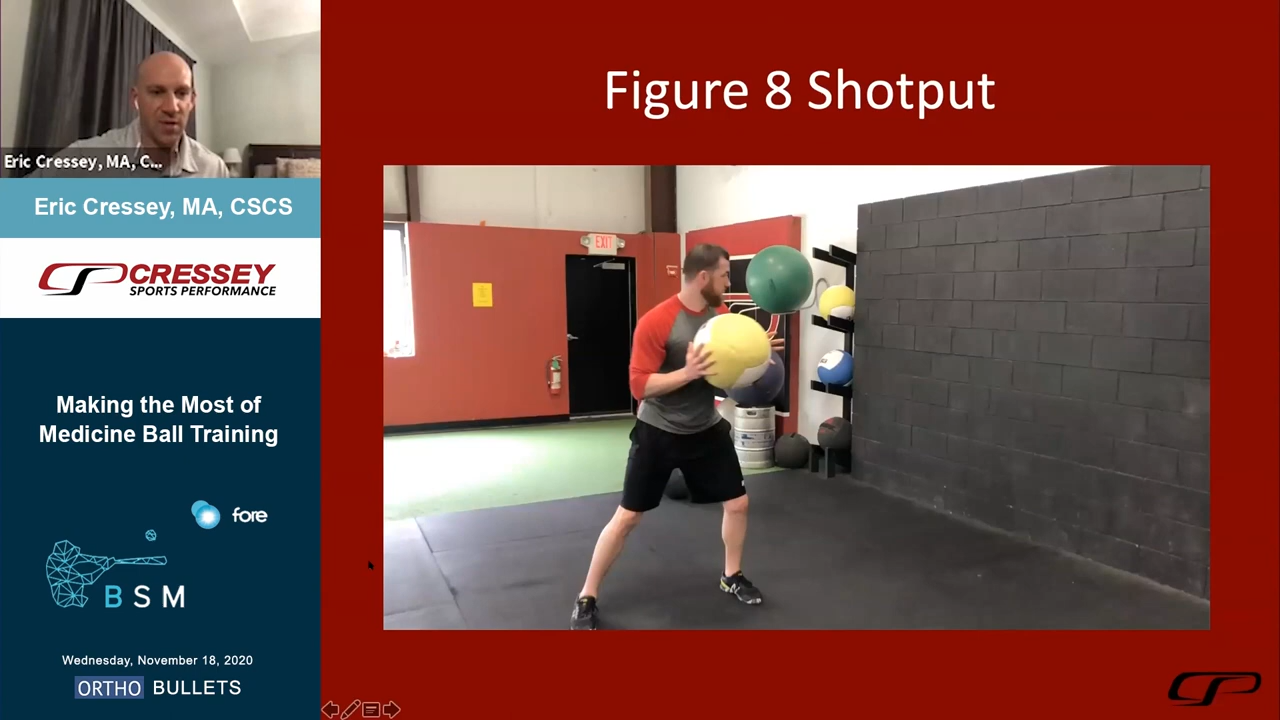 Eric Cressey, MA, C...
Eric Cressey, MA, CSCS
CRESSEY
SPORTS PERFORMANCE
Making the Most of
Medicine Ball Training
fore
BSM
Wednesday, November 18, 2020
ORTHO BULLETS
Figure 8 Shotput
EXIT